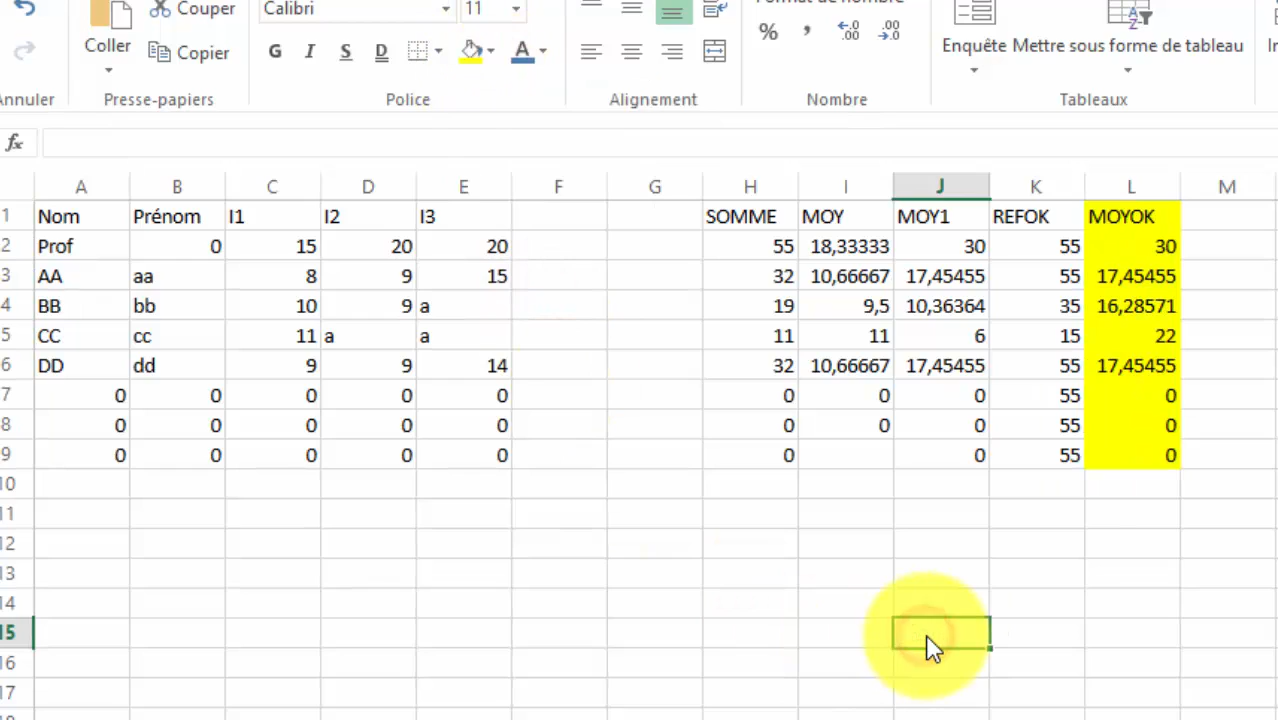 Couper
Calibri 11
Format de nombre
Coller
Copier
G I S D A
% , ,00
Enquête Mettre sous forme de tableau
Annuler Presse-papiers Police Alignement Nombre Tableaux
fx
A B C D E F G H I J K L M
1 Nom Prénom I1 I2 I3 SOMME MOY MOY1 REFOK MOYOK
2 Prof 0 15 20 20 55 18,33333 30 55 30
3 AA aa 8 9 15 32 10,66667 17,45455 55 17,45455
4 BB bb 10 9 a 19 9,5 10,36364 35 16,28571
5 CC cc 11 a a 11 11 6 15 22
6 DD dd 9 9 14 32 10,66667 17,45455 55 17,45455
7 0 0 0 0 0 0 0 0 55 0
8 0 0 0 0 0 0 0 0 55 0
9 0 0 0 0 0 0 0 55 0
10
11
12
13
14
15
16
17